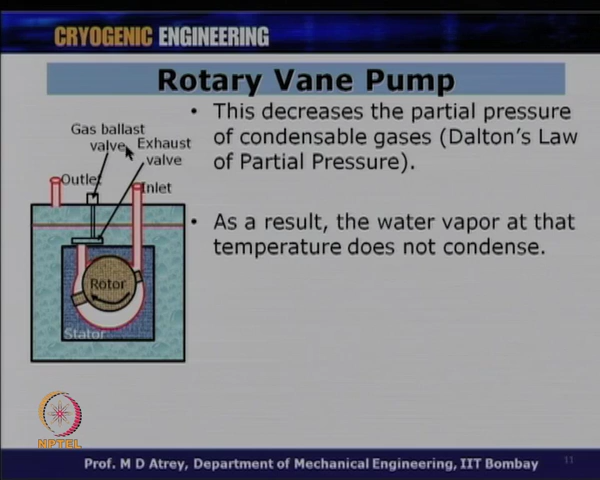 CRYOGENIC ENGINEERING
Rotary Vane Pump
• This decreases the partial pressure
of condensable gases (Dalton's Law
of Partial Pressure).
• As a result, the water vapor at that
temperature does not condense.
Gas ballast
valve
Exhaust
valve
Outlet
Inlet
Rotor
Stator
NPTEL
Prof. M D Atrey, Department of Mechanical Engineering, IIT Bombay
11